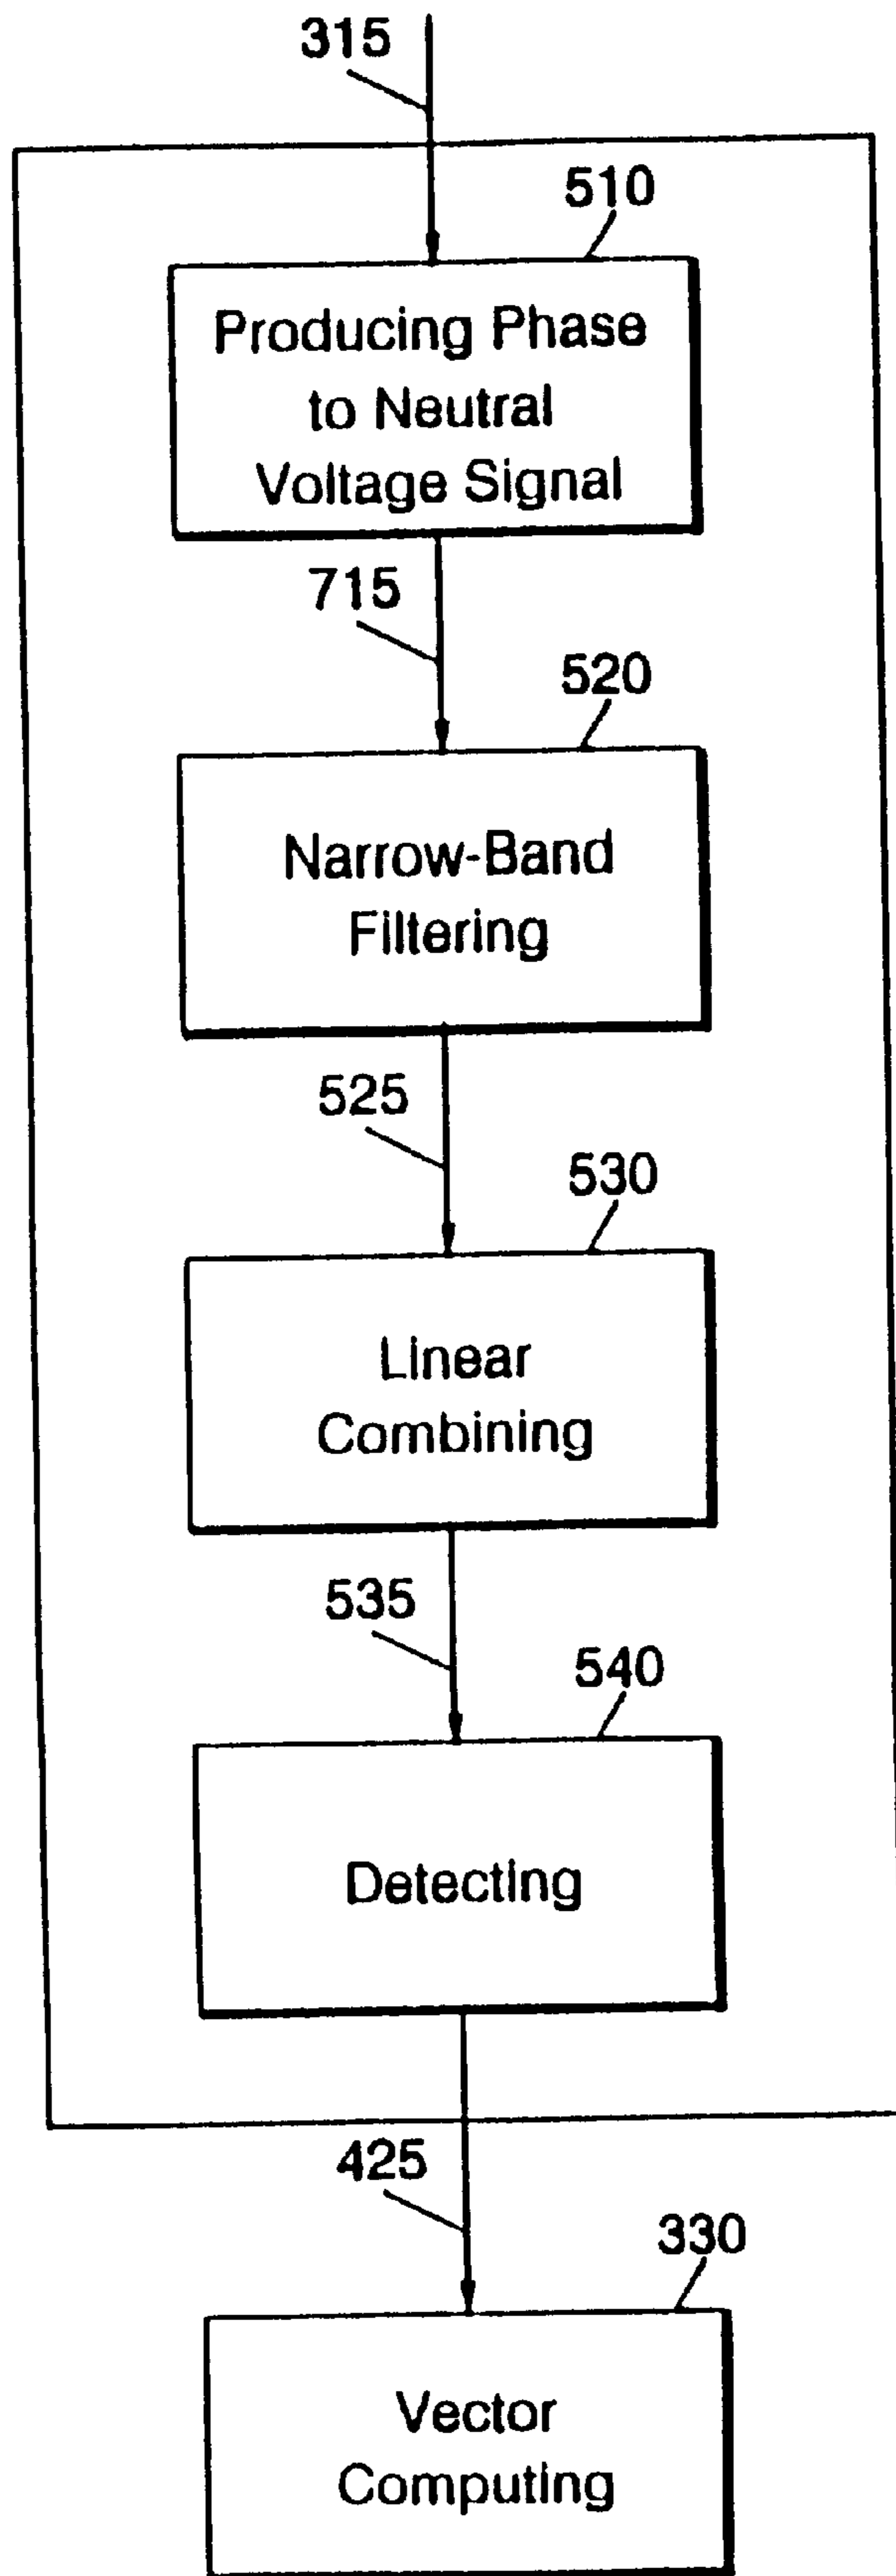 315
510
Producing Phase
to Neutral
Voltage Signal
715
520
Narrow-Band
Filtering
525
530
Linear
Combining
535
540
Detecting
425
330
Vector
Computing